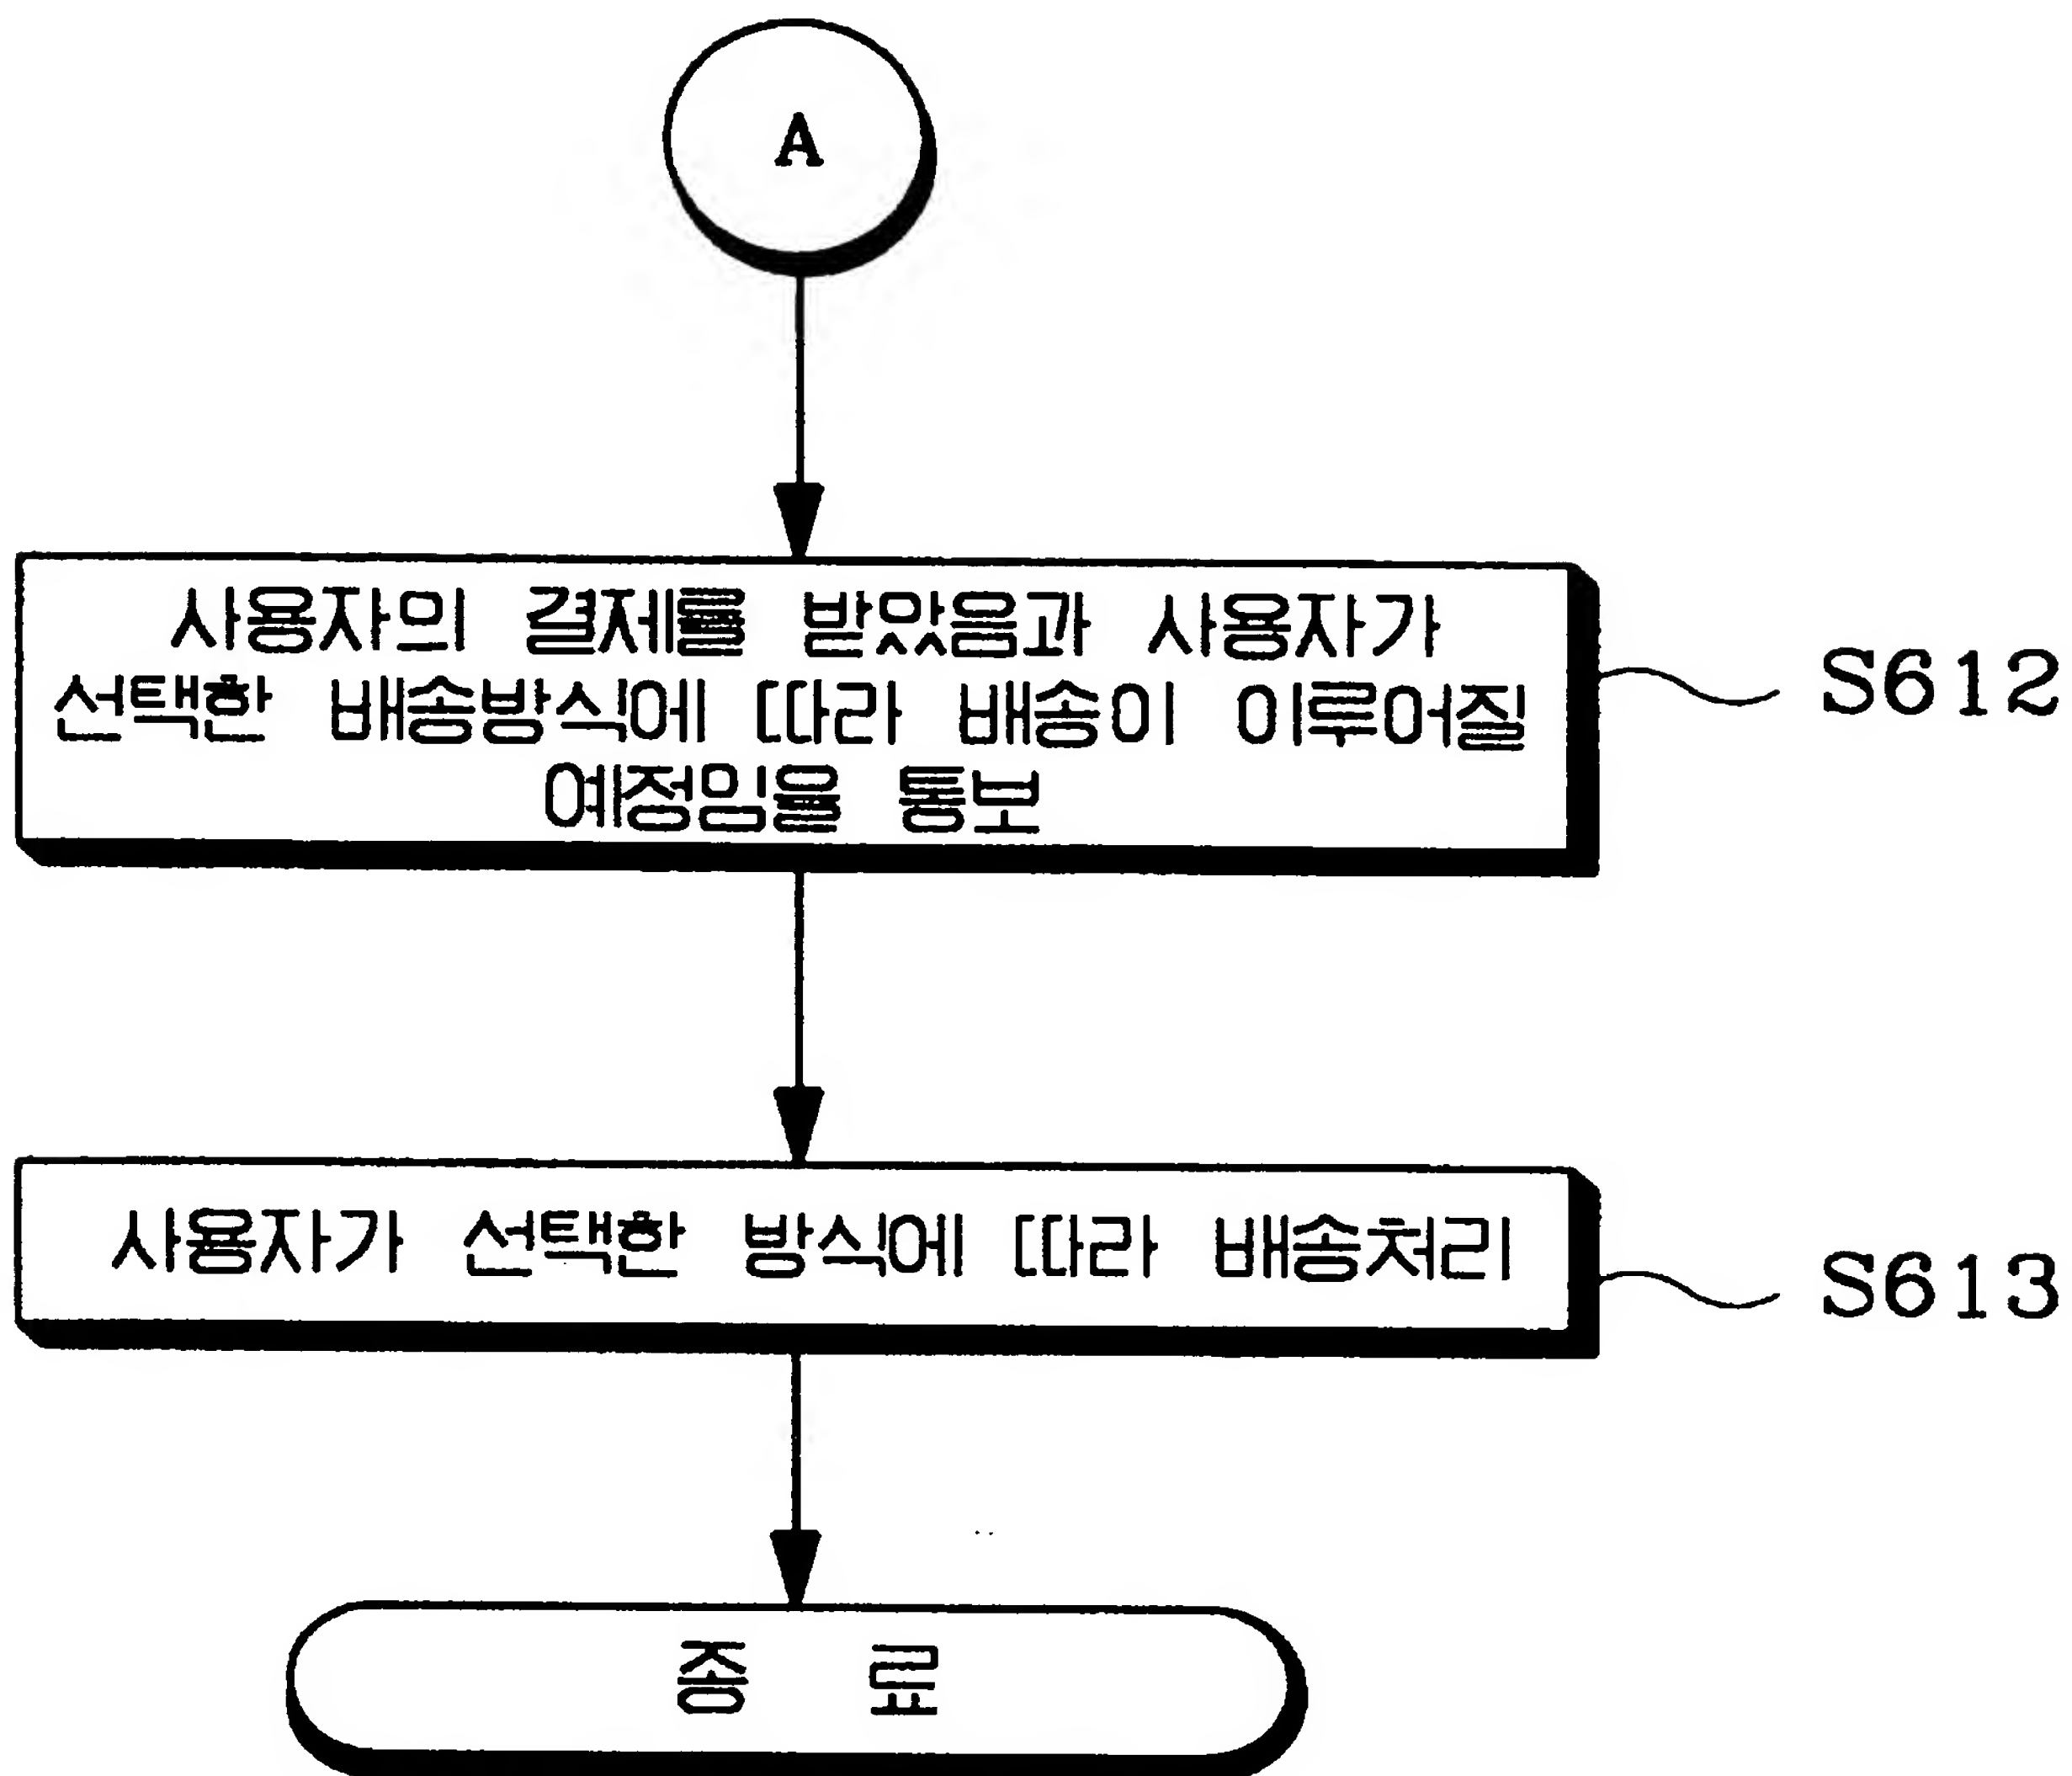 A
사용자의 결제를 받았음과 사용자가
선택한 배송방식에 따라 배송이 이루어질
예정임을 통보
S612
사용자가 선택한 방식에 따라 배송처리
S613
종 료